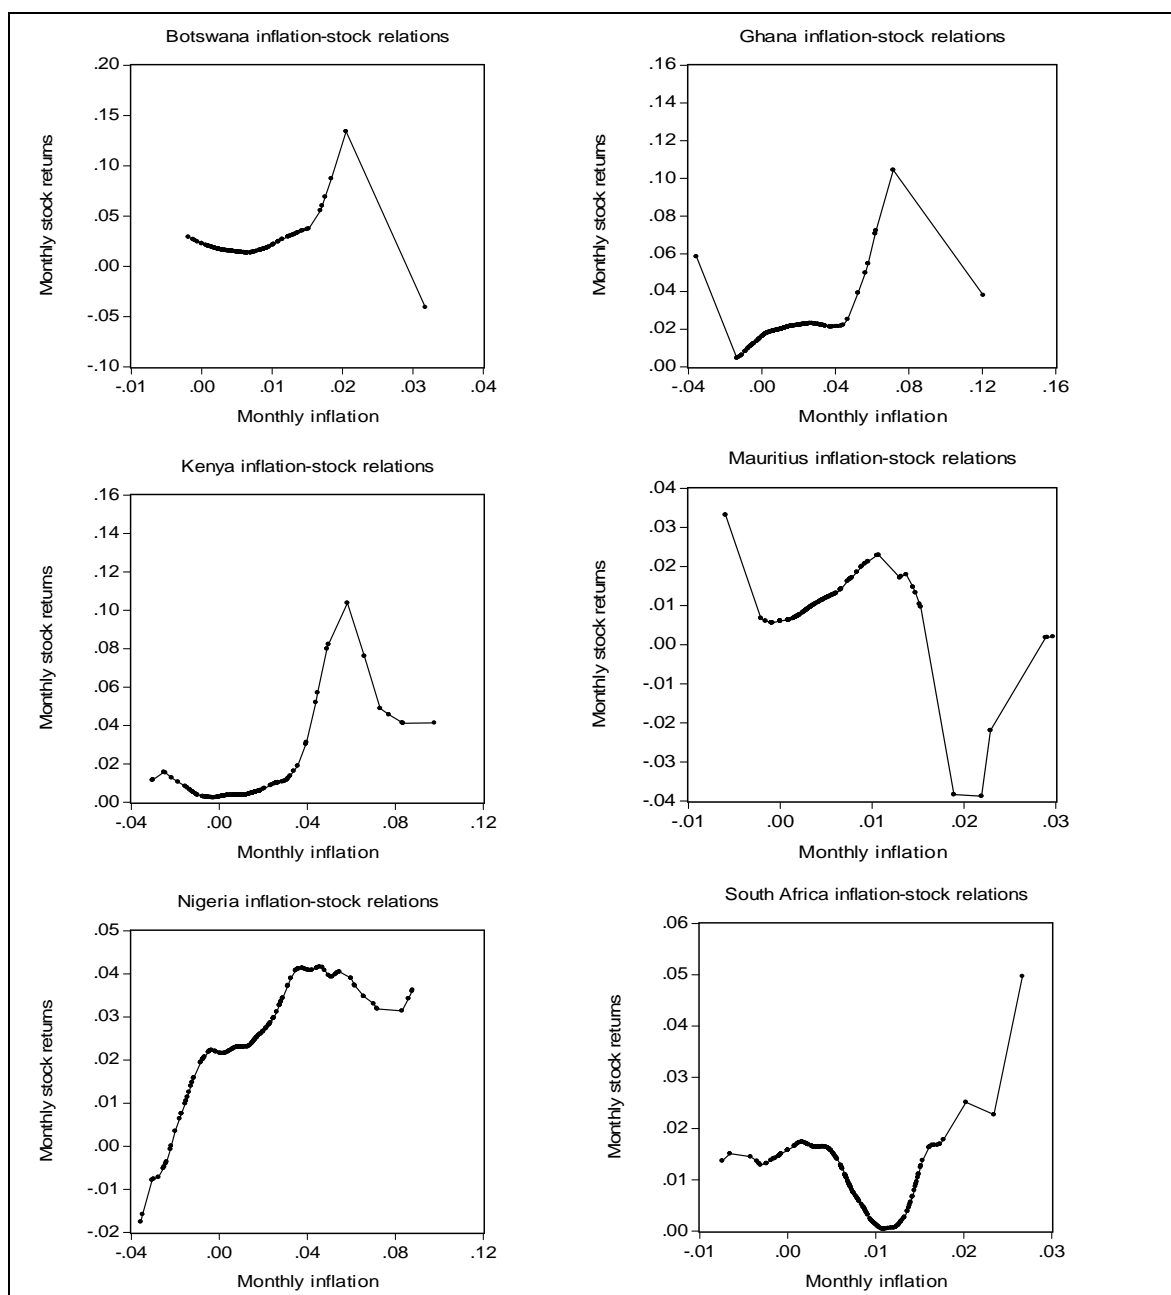 Botswana inflation-stock relations
Monthly stock returns
.20
.15
.10
.05
.00
-.05
-.10
-.01 .00 .01 .02 .03 .04
Monthly inflation
Ghana inflation-stock relations
Monthly stock returns
.16
.14
.12
.10
.08
.06
.04
.02
.00
-.04 .00 .04 .08 .12 .16
Monthly inflation
Kenya inflation-stock relations
Monthly stock returns
.16
.14
.12
.10
.08
.06
.04
.02
.00
-.04 .00 .04 .08 .12
Monthly inflation
Mauritius inflation-stock relations
Monthly stock returns
.04
.03
.02
.01
.00
-.01
-.02
-.03
-.04
-.01 .00 .01 .02 .03
Monthly inflation
Nigeria inflation-stock relations
Monthly stock returns
.05
.04
.03
.02
.01
.00
-.01
-.02
-.04 .00 .04 .08 .12
Monthly inflation
South Africa inflation-stock relations
Monthly stock returns
.06
.05
.04
.03
.02
.01
.00
-.01 .00 .01 .02 .03
Monthly inflation